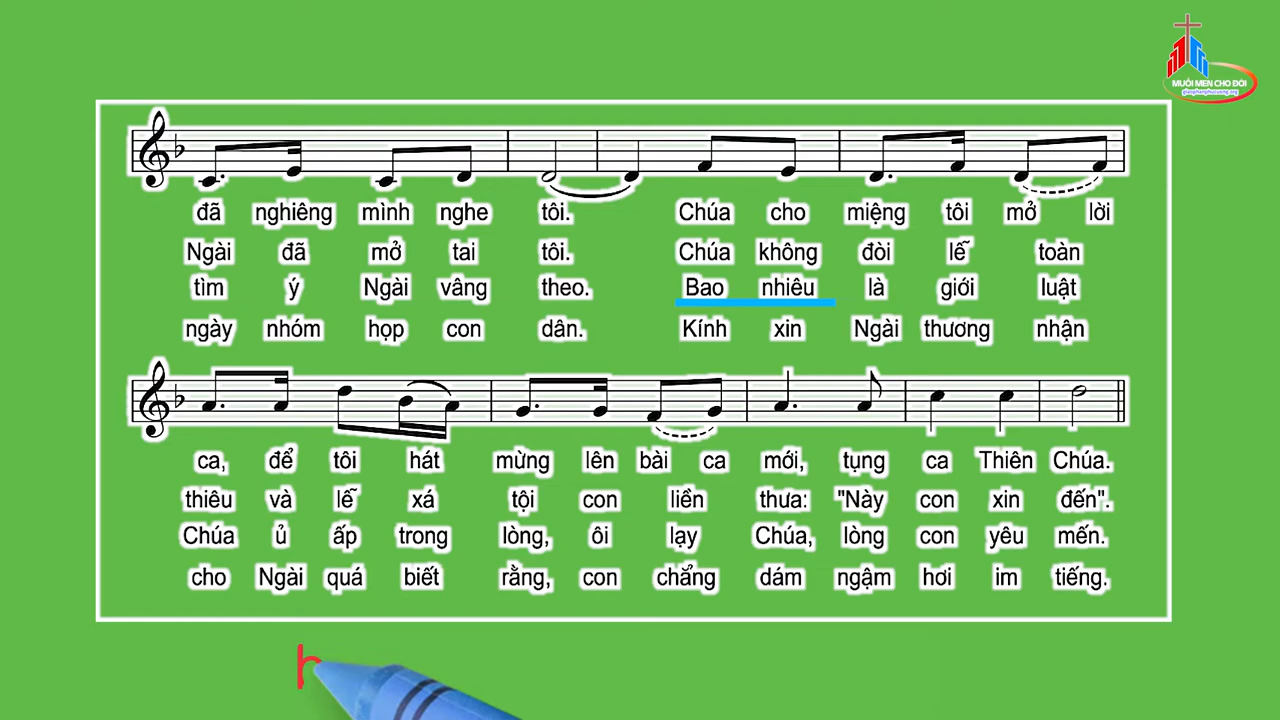 MUỐI MEN CHO ĐỜI
giaophanphucuong.org
đã nghiêng mình nghe tôi. Chúa cho miệng tôi mở lời
Ngài đã mở tai tôi. Chúa không đòi lễ toàn
tìm ý Ngài vâng theo. Bao nhiêu là giới luật
ngày nhóm họp con dân. Kính xin Ngài thương nhận
ca, để tôi hát mừng lên bài ca mới, tụng ca Thiên Chúa.
thiêu và lễ xá tội con liền thưa: "Này con xin đến".
Chúa ủ ấp trong lòng, ôi lạy Chúa, lòng con yêu mến.
cho Ngài quá biết rằng, con chẳng dám ngậm hơi im tiếng.
h